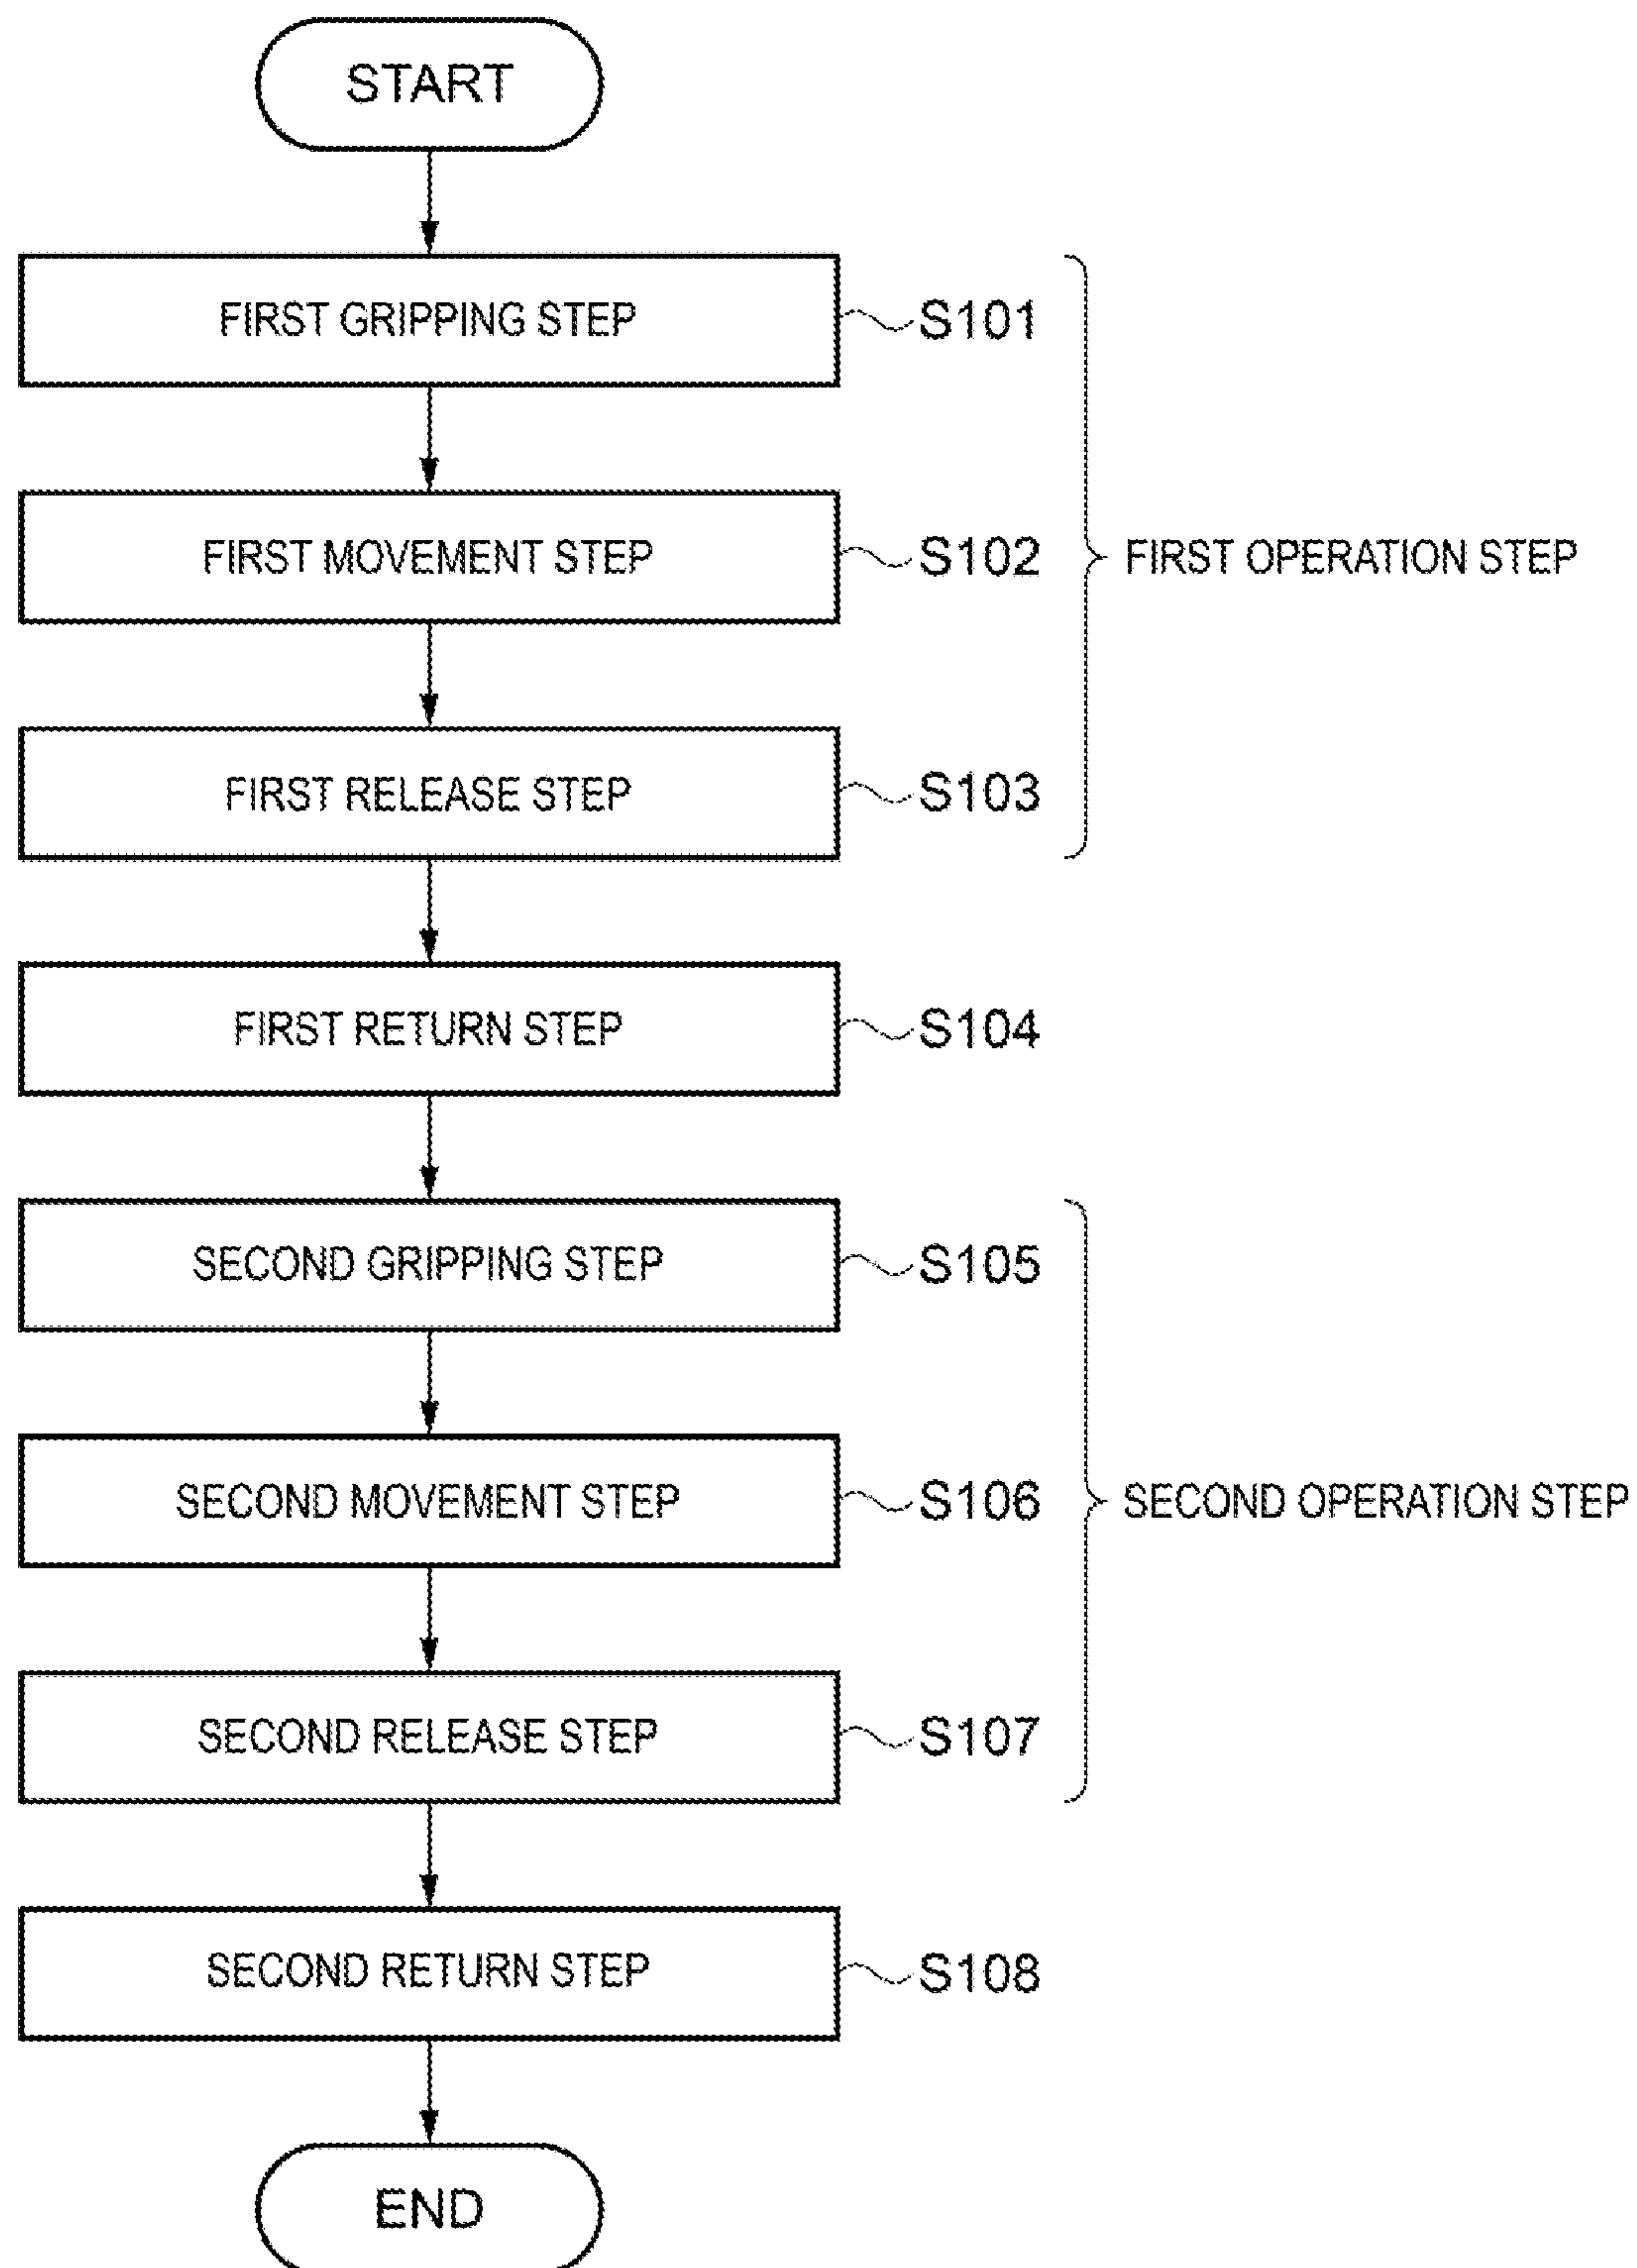 START
FIRST GRIPPING STEP
S101
FIRST MOVEMENT STEP
S102
FIRST OPERATION STEP
FIRST RELEASE STEP
S103
FIRST RETURN STEP
S104
SECOND GRIPPING STEP
S105
SECOND MOVEMENT STEP
S106
SECOND OPERATION STEP
SECOND RELEASE STEP
S107
SECOND RETURN STEP
S108
END